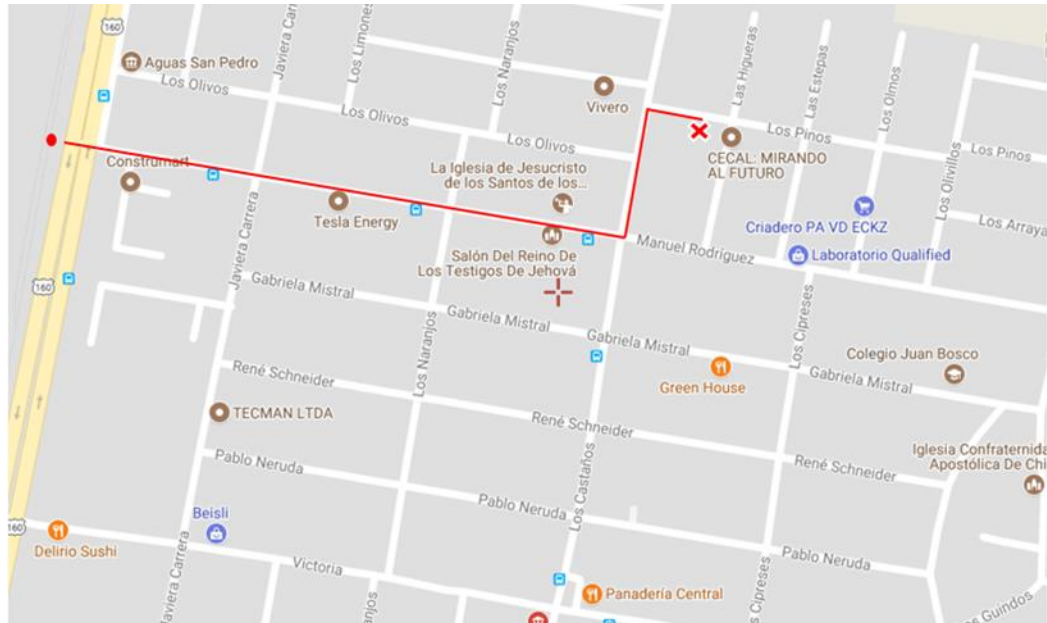 160
Aguas San Pedro
Los Olivos
Javiera Carrera
Los Limones
Los Naranjos
Vivero
Las Higueras
Las Estepas
Los Olmos
Los Olivos
Los Olivos
Los Pinos
Los Pinos
CECAL: MIRANDO
AL FUTURO
Construmart
La Iglesia de Jesucristo
de los Santos de los...
Tesla Energy
Los Olivillos
Los Arraya
Criadero PA VD ECKZ
Manuel Rodríguez
Laboratorio Qualified
Salón Del Reino De
Los Testigos De Jehová
Javiera Carrera
160
Gabriela Mistral
Gabriela Mistral
Gabriela Mistral
Gabriela Mistral
Los Naranjos
Los Cipreses
Colegio Juan Bosco
Green House
René Schneider
TECMAN LTDA
René Schneider
René Schneider
Iglesia Confraternida
Apostólica De Chi
Pablo Neruda
Pablo Neruda
Pablo Neruda
Los Castaños
Beisli
160
Delirio Sushi
Victoria
Javiera Carrera
anjos
Panadería Central
Cipreses
os Guindos